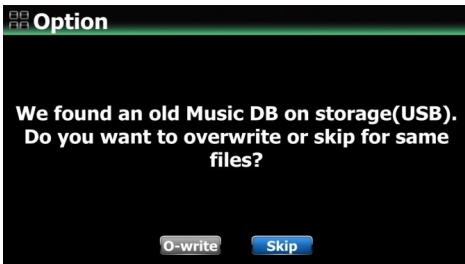 Option
We found an old Music DB on storage(USB).
Do you want to overwrite or skip for same
files?
O-write Skip